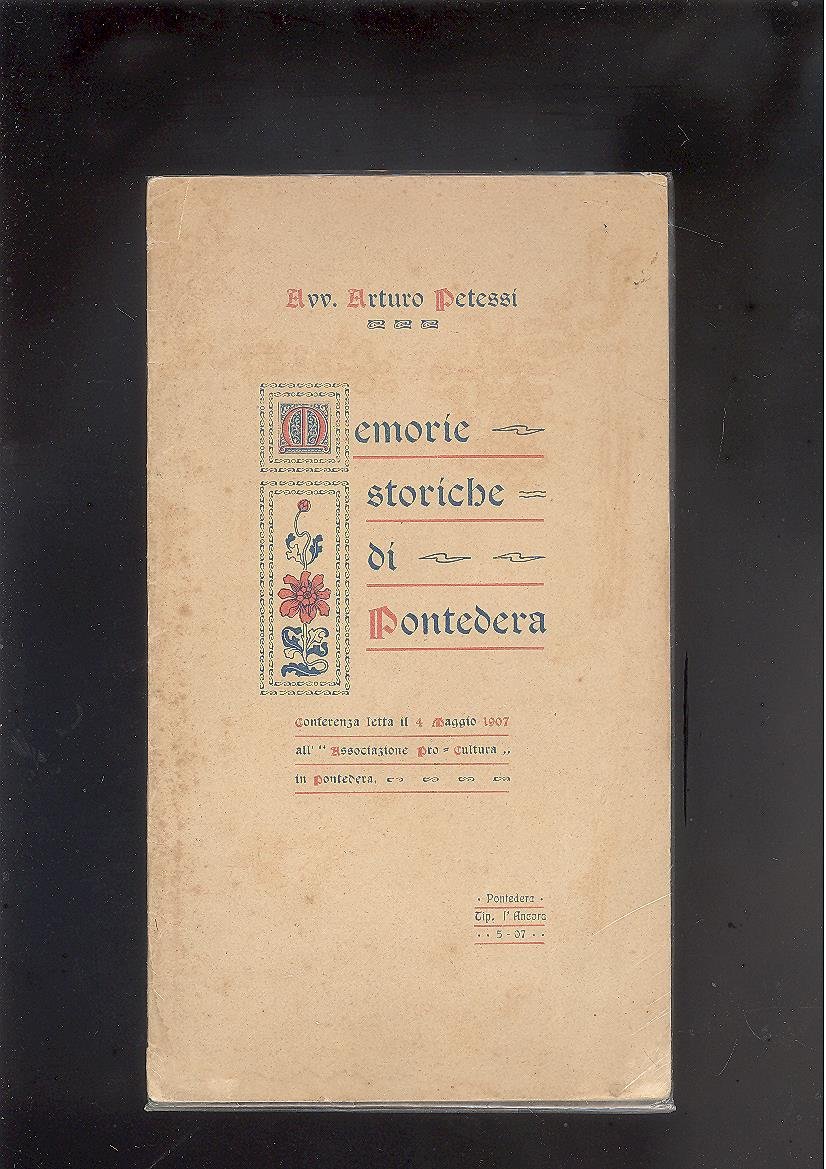 Avv. Arturo Petessi
Memorie
storiche
di
Pontedera
Conferenza letta il 4 Maggio 1907
all' “ Associazione Pro = Cultura „
in Pontedera.
· Pontedera ·
Tip. l' Ancora
· · 5 - 07 · ·